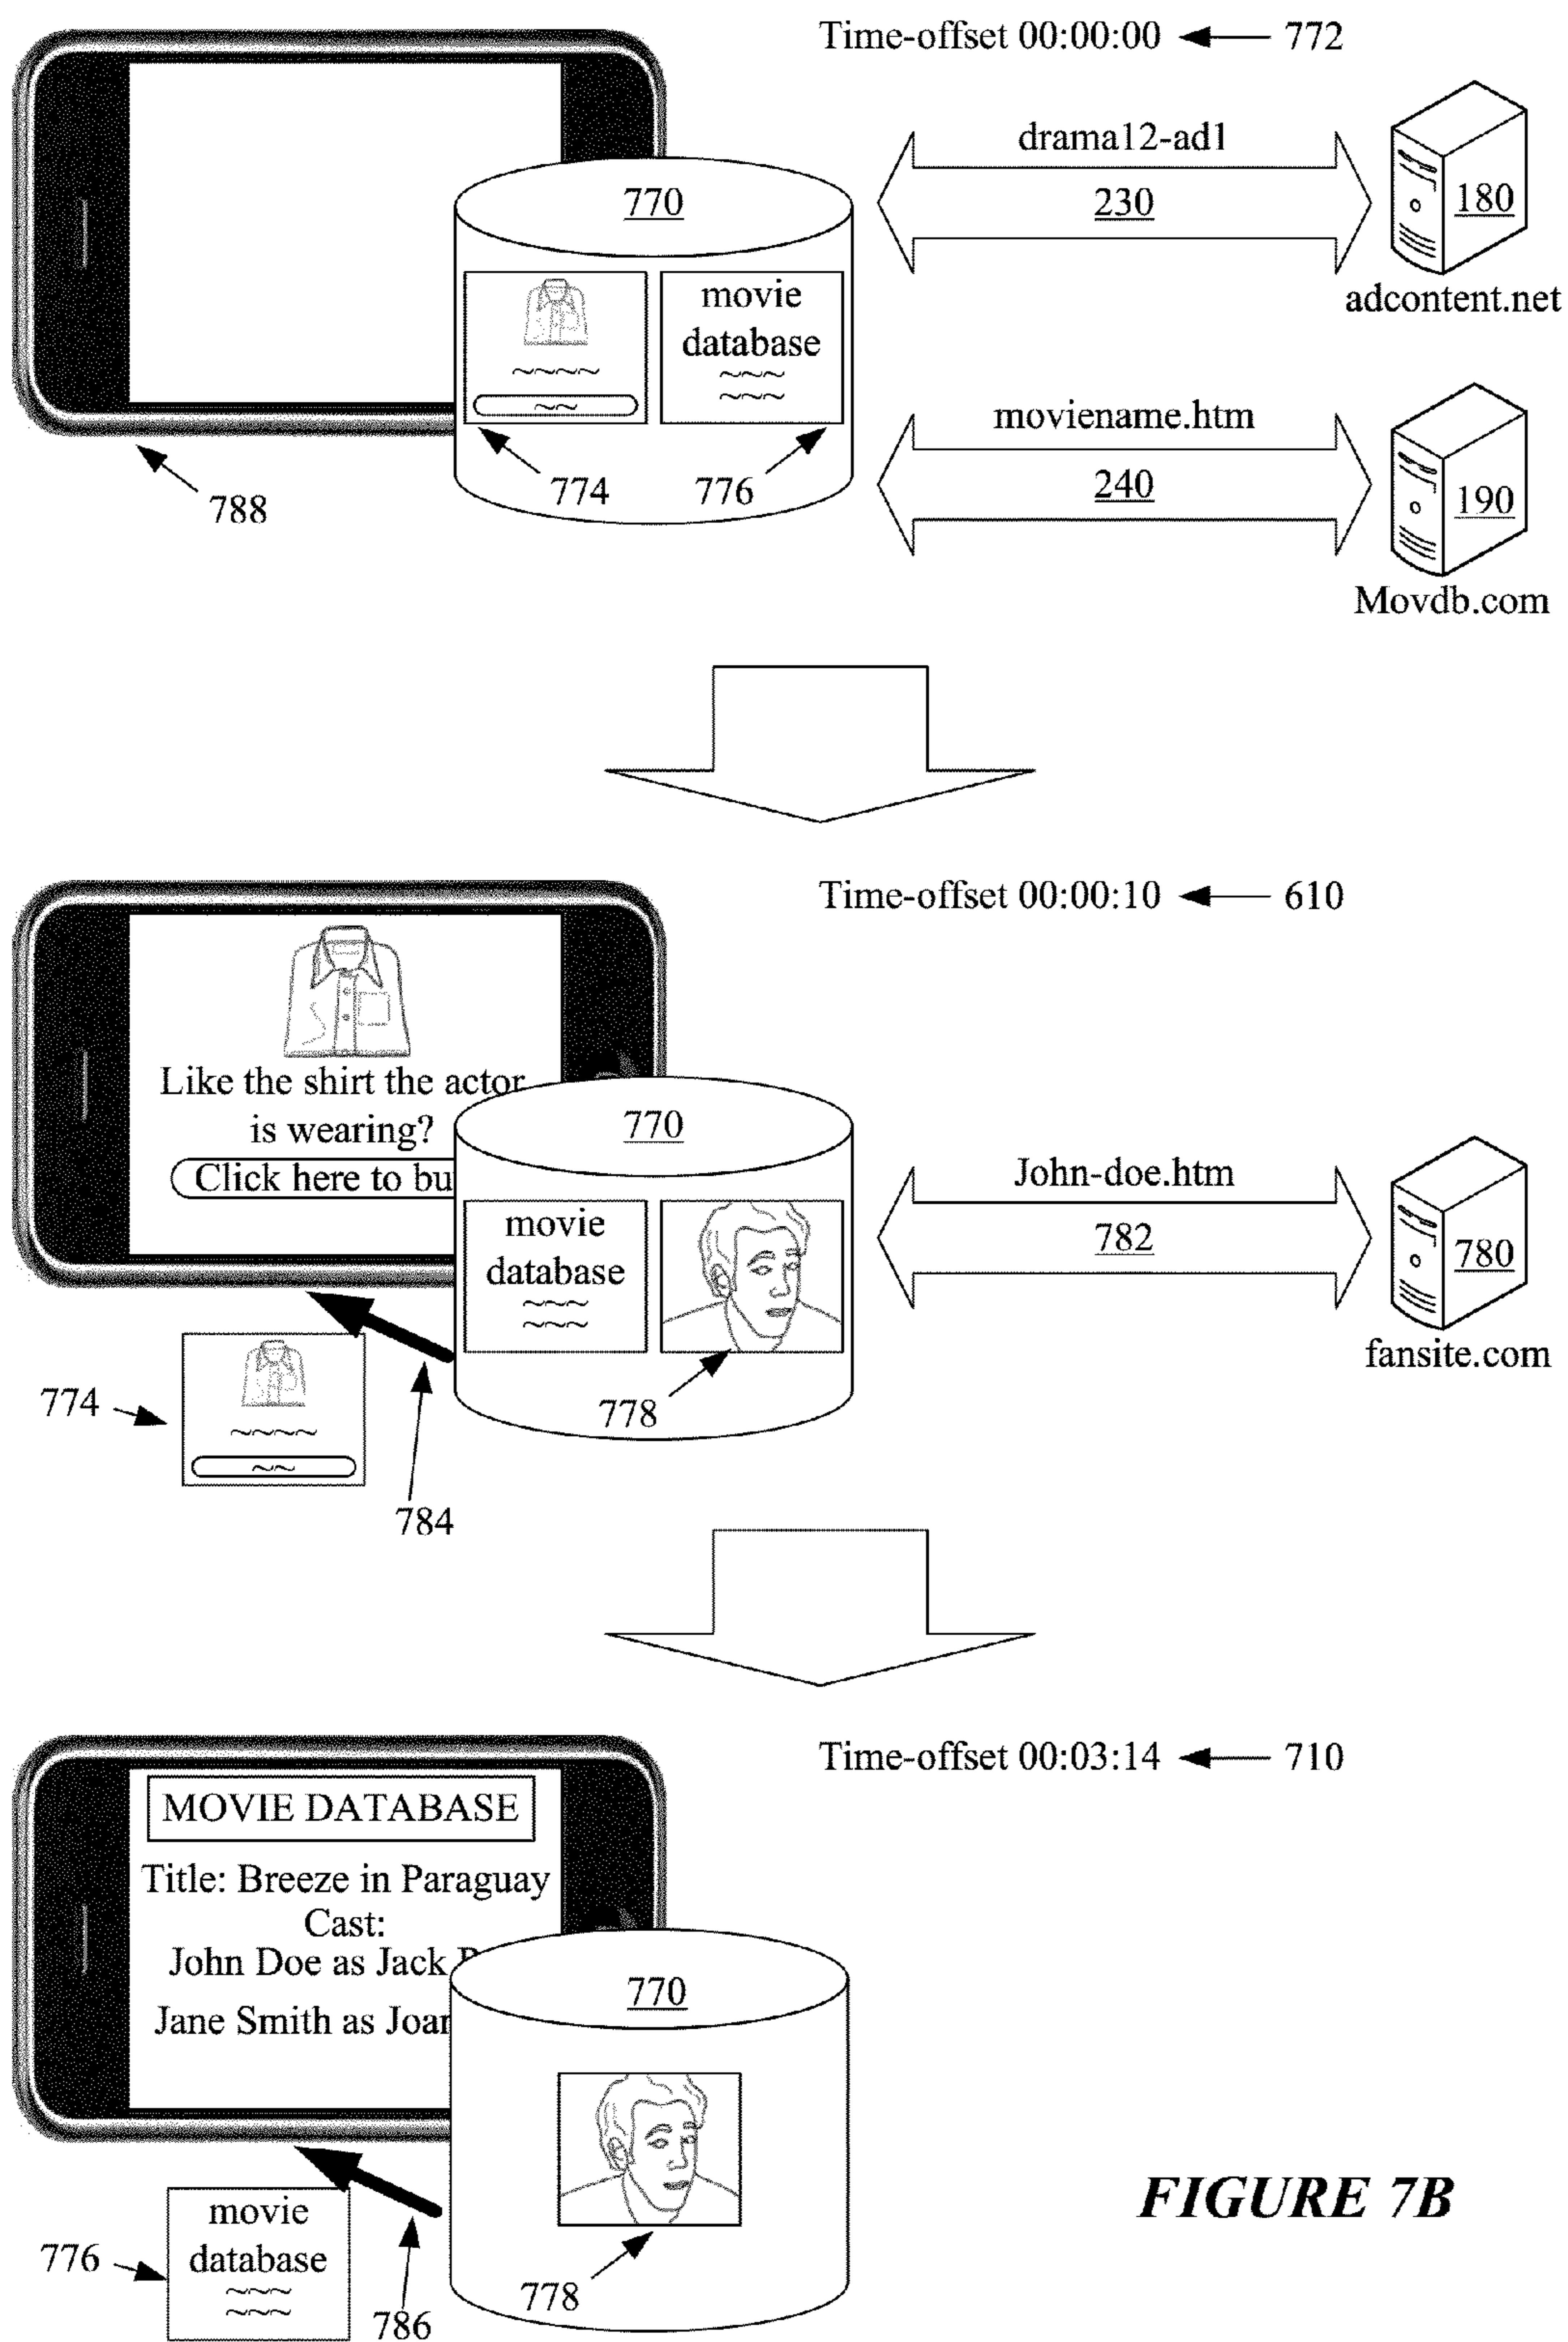 Time-offset 00:00:00
772
drama12-ad1
770
230
180
adcontent.net
movie
database
~~~~
~~~
~~~
~~
moviename.htm
774
776
240
190
788
Movdb.com
Time-offset 00:00:10
610
Like the shirt the actor
is wearing?
770
Click here to bu
John-doe.htm
movie
database
~~~
~~~
782
780
fansite.com
774
778
~~~~
~~
784
Time-offset 00:03:14
710
MOVIE DATABASE
Title: Breeze in Paraguay
Cast:
John Doe as Jack
770
Jane Smith as Joan
FIGURE 7B
movie
database
~~~
~~~
776
778
786